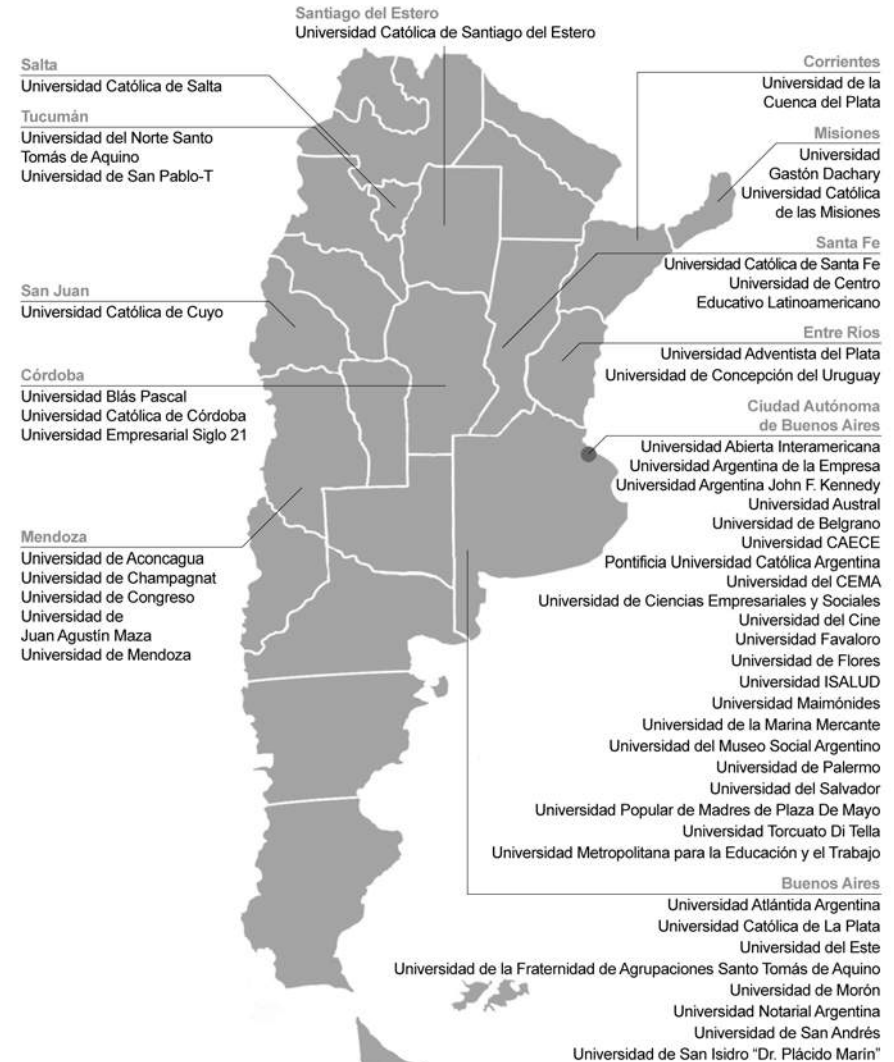 Santiago del Estero
Universidad Católica de Santiago del Estero
Salta
Universidad Católica de Salta
Tucumán
Universidad del Norte Santo
Tomás de Aquino
Universidad de San Pablo-T
San Juan
Universidad Católica de Cuyo
Córdoba
Universidad Blás Pascal
Universidad Católica de Córdoba
Universidad Empresarial Siglo 21
Mendoza
Universidad de Aconcagua
Universidad de Champagnat
Universidad de Congreso
Universidad de
Juan Agustín Maza
Universidad de Mendoza
Corrientes
Universidad de la
Cuenca del Plata
Misiones
Universidad
Gastón Dachary
Universidad Católica
de las Misiones
Santa Fe
Universidad Católica de Santa Fe
Universidad de Centro
Educativo Latinoamericano
Entre Rios
Universidad Adventista del Plata
Universidad de Concepción del Uruguay
Ciudad Autónoma
de Buenos Aires
Universidad Abierta Interamericana
Universidad Argentina de la Empresa
Universidad Argentina John F. Kennedy
Universidad Austral
Universidad de Belgrano
Universidad CAECE
Pontificia Universidad Católica Argentina
Universidad del CEMA
Universidad de Ciencias Empresariales y Sociales
Universidad del Cine
Universidad Favaloro
Universidad de Flores
Universidad ISALUD
Universidad Maimónides
Universidad de la Marina Mercante
Universidad del Museo Social Argentino
Universidad de Palermo
Universidad del Salvador
Universidad Popular de Madres de Plaza De Mayo
Universidad Torcuato Di Tella
Universidad Metropolitana para la Educación y el Trabajo
Buenos Aires
Universidad Atlántida Argentina
Universidad Católica de La Plata
Universidad del Este
Universidad de la Fraternidad de Agrupaciones Santo Tomás de Aquino
Universidad de Morón
Universidad Notarial Argentina
Universidad de San Andrés
Universidad de San Isidro “Dr. Plácido Marín”